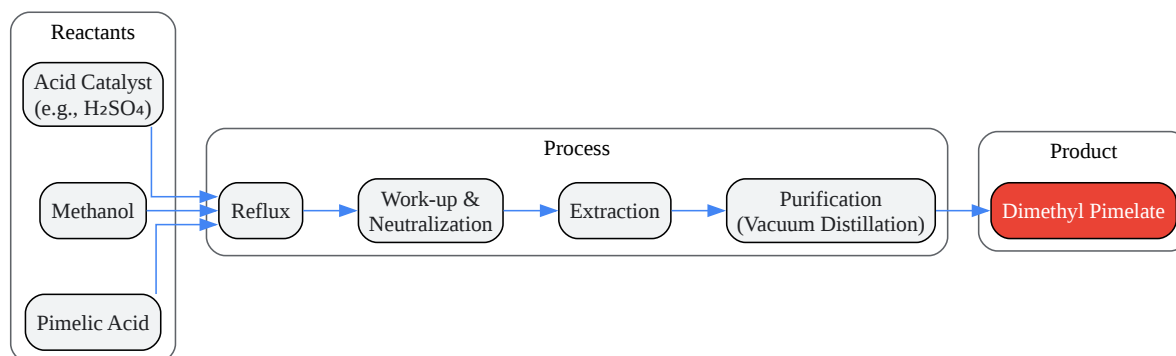 Reactants
Acid Catalyst
(e.g., H₂SO₄)
Methanol
Pimelic Acid
Process
Reflux
Work-up &
Neutralization
Extraction
Purification
(Vacuum Distillation)
Product
Dimethyl Pimelate